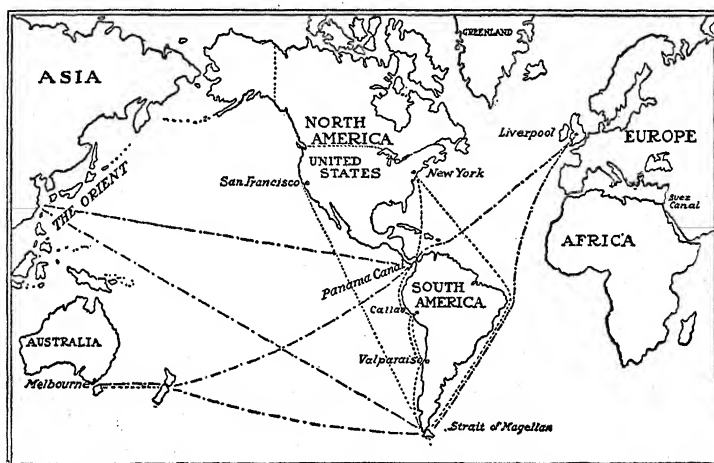 GREENLAND
ASIA
NORTH
AMERICA
Liverpool
EUROPE
UNITED
STATES
New York
San Francisco
THE ORIENT
Suez
Canal
AFRICA
Panama Canal
SOUTH
AMERICA
Callao
AUSTRALIA
Valparaiso
Melbourne
Strait of Magellan